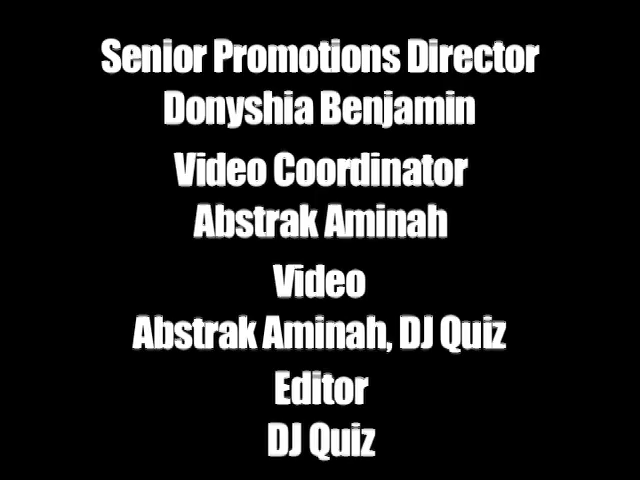 Senior Promotions Director
Donyshia Benjamin
Video Coordinator
Abstrak Aminah
Video
Abstrak Aminah, DJ Quiz
Editor
DJ Quiz